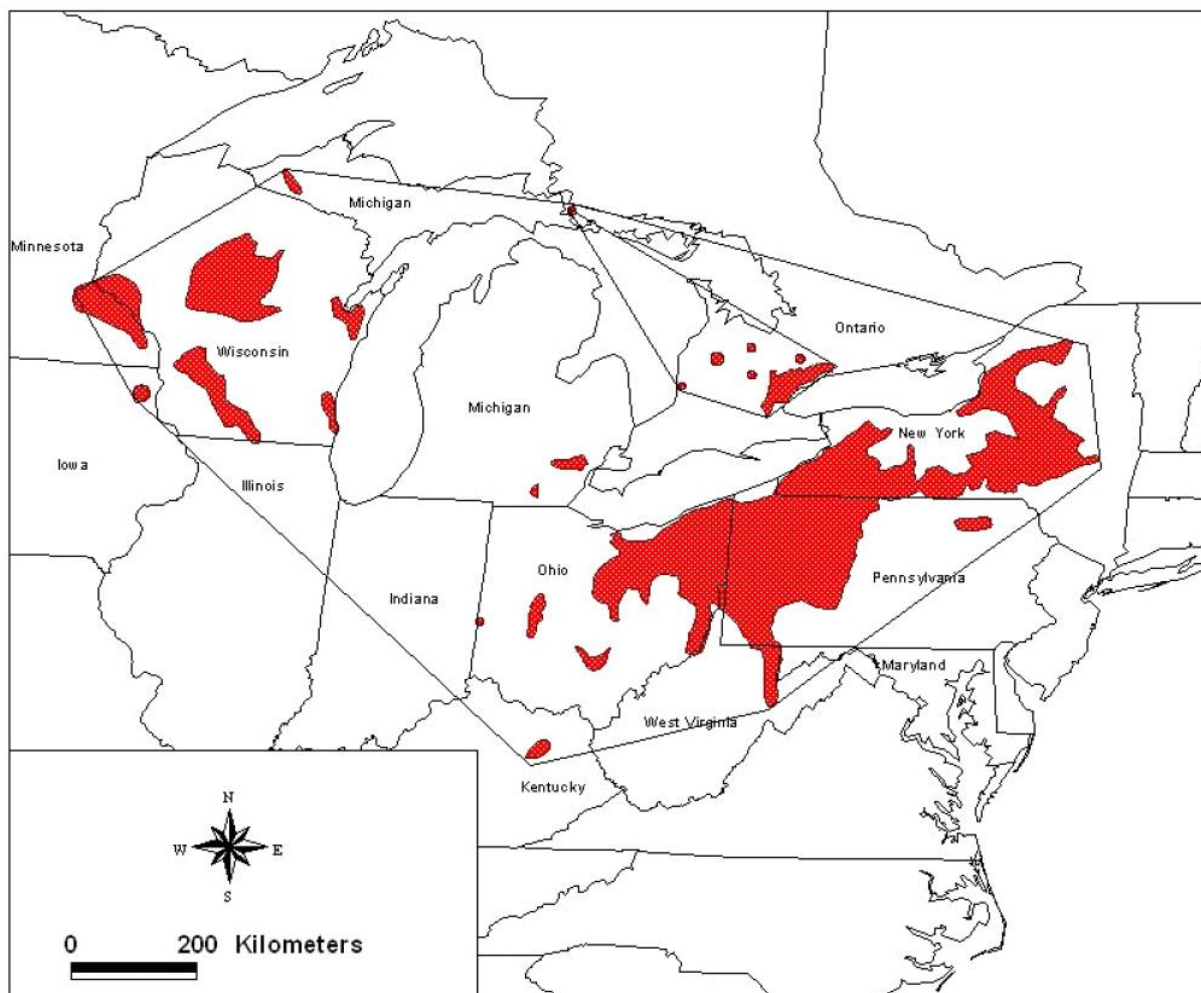 Michigan
Minnesota
Ontario
Wisconsin
Michigan
New York
Iowa
Illinois
Ohio
Pennsylvania
Indiana
Maryland
West Virginia
Kentucky
N
W E
S
0 200 Kilometers